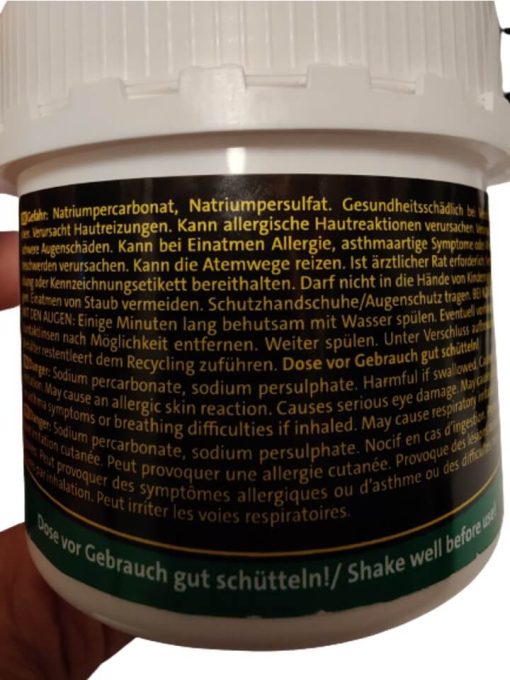 Gefahr: Natriumpercarbonat, Natriumpersulfat. Gesundheitsschädlich bei
Verursacht Hautreizungen. Kann allergische Hautreaktionen verursachen.
Augenschäden. Kann bei Einatmen Allergie, asthmaartige Symptome oder
verursachen. Kann die Atemwege reizen. Ist ärztlicher Rat erforderlich,
oder Kennzeichnungsetikett bereithalten. Darf nicht in die Hände von Kindern
Einatmen von Staub vermeiden. Schutzhandschuhe/Augenschutz tragen. BEI
DEN AUGEN: Einige Minuten lang behutsam mit Wasser spülen. Eventuell
nach Möglichkeit entfernen. Weiter spülen. Unter Verschluss
restentleert dem Recycling zuführen. Dose vor Gebrauch gut schütteln!
Danger: Sodium percarbonate, sodium persulphate. Harmful if swallowed.
May cause an allergic skin reaction. Causes serious eye damage. May cause
symptoms or breathing difficulties if inhaled. May cause respiratory
Danger: Sodium percarbonate, sodium persulphate. Nocif en cas d'ingestion.
cutanée. Peut provoquer une allergie cutanée. Provoque des
Peut provoquer des symptômes allergiques ou d'asthme ou des
par inhalation. Peut irriter les voies respiratoires.
Dose vor Gebrauch gut schütteln!/ Shake well before use!